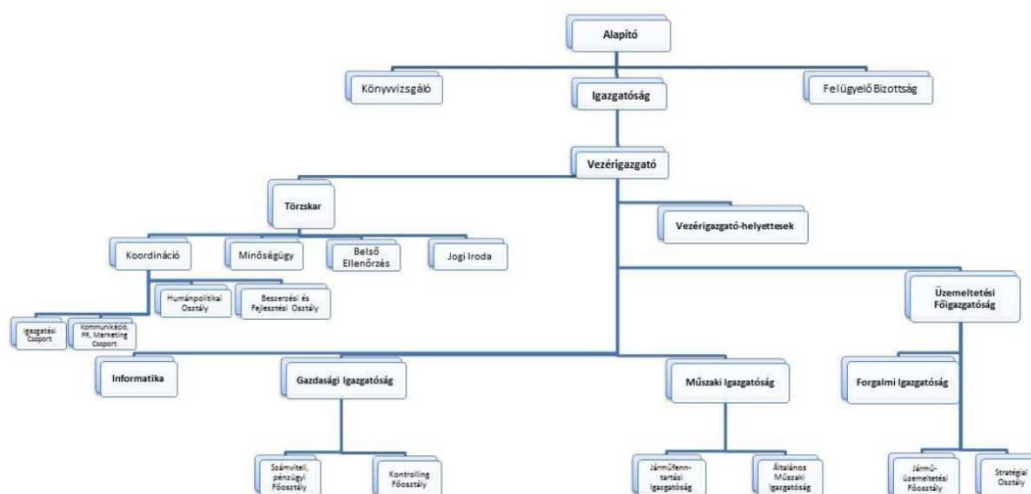 Alapító
Könyvvizsgáló
Igazgatóság
Felügyelő Bizottság
Vezérigazgató
Törzskar
Vezérigazgató-helyettesek
Koordináció
Minőségügy
Belső
Ellenőrzés
Jogi Iroda
Humánpolitikai
Osztály
Beszerzési és
Fejlesztési Osztály
Üzemeltetési
Főigazgatóság
Igazgatási
Csoport
Kommunikáció,
PR, Marketing
Csoport
Informatika
Gazdasági Igazgatóság
Műszaki Igazgatóság
Forgalmi Igazgatóság
Számviteli,
pénzügyi
Főosztály
Kontrolling
Főosztály
Járműfenn-
tartási
Igazgatóság
Általános
Műszaki
Igazgatóság
Jármű-
üzemeltetési
Főosztály
Stratégiai
Osztály